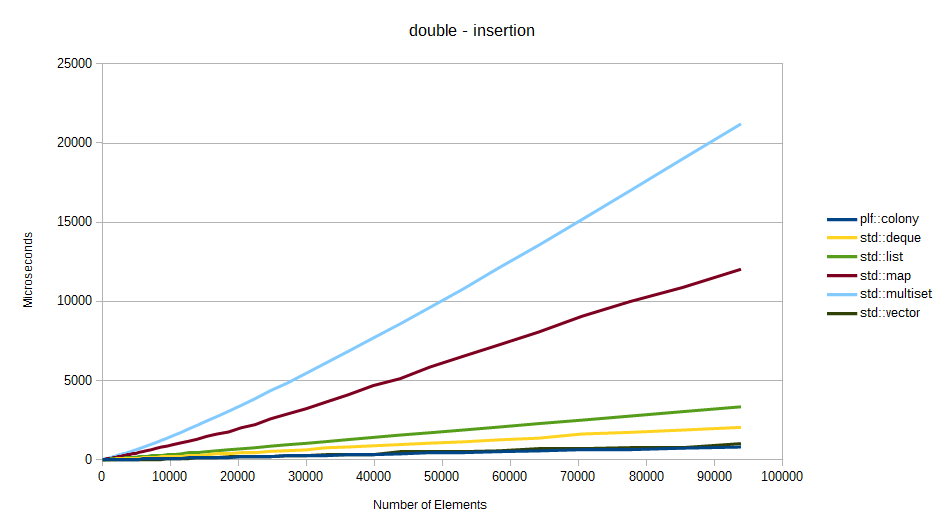 double - insertion
25000
20000
15000
10000
5000
0
Microseconds
0 10000 20000 30000 40000 50000 60000 70000 80000 90000 100000
Number of Elements
plf::colony
std::deque
std::list
std::map
std::multiset
std::vector